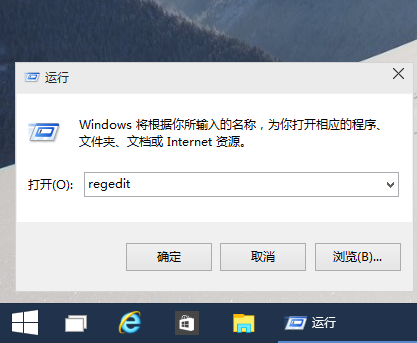 运行
Windows 将根据你所输入的名称，为你打开相应的程序、
文件夹、文档或 Internet 资源。
打开(O): regedit
确定 取消 浏览(B)...
运行